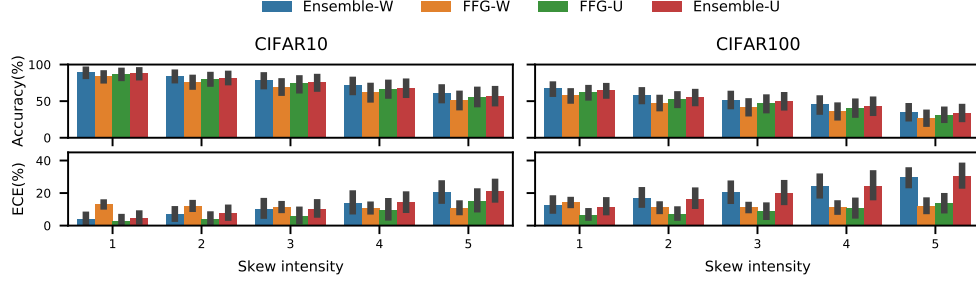 Ensemble-W FFG-W FFG-U Ensemble-U
CIFAR10 CIFAR100
Accuracy(%)
100
50
0
ECE(%)
40
20
0
1 2 3 4 5 1 2 3 4 5
Skew intensity Skew intensity